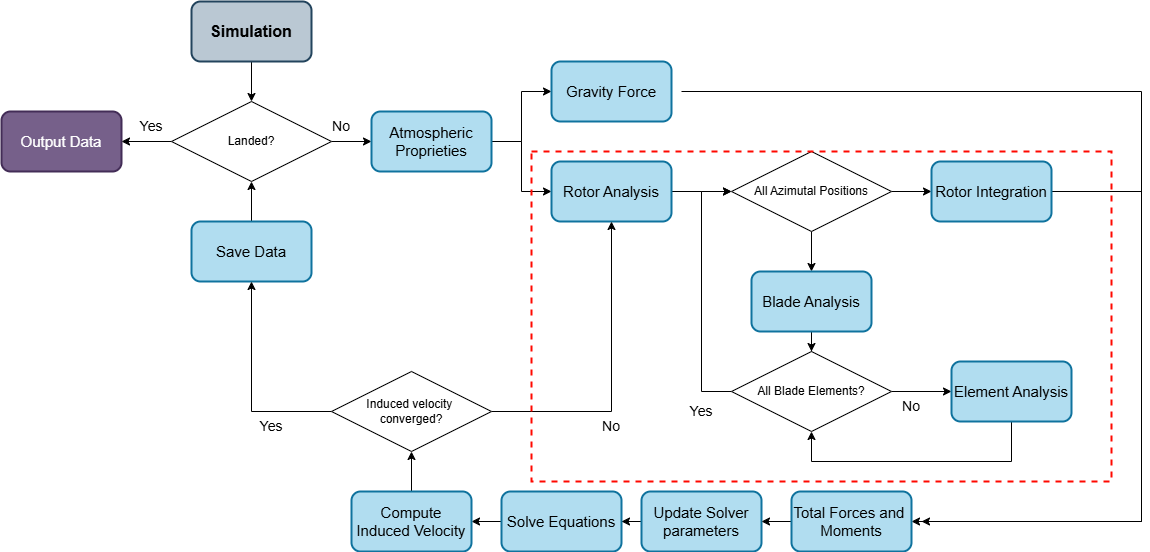 Simulation
Gravity Force
Yes
Landed?
No
Output Data
Atmospheric
Proprieties
Rotor Analysis
All Azimutal Positions
Rotor Integration
Save Data
Blade Analysis
Induced velocity
converged?
All Blade Elements?
Element Analysis
Yes
No
Yes
No
Compute
Induced Velocity
Solve Equations
Update Solver
parameters
Total Forces and
Moments